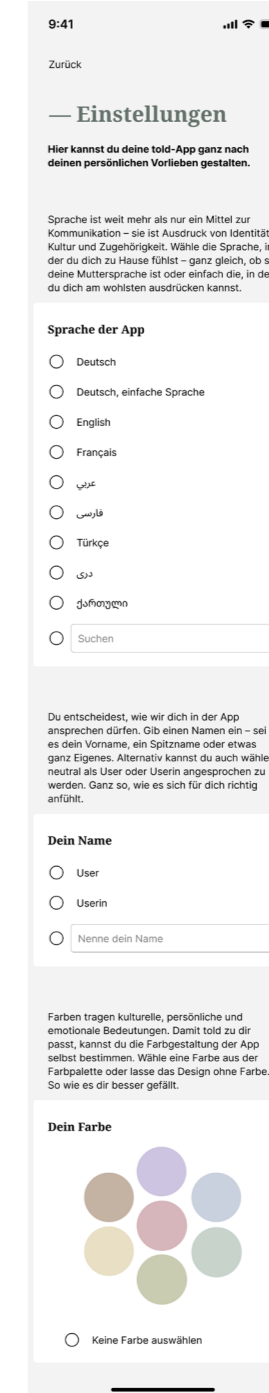 9:41
Zurück
— Einstellungen
Hier kannst du deine told-App ganz nach
deinen persönlichen Vorlieben gestalten.
Sprache ist weit mehr als nur ein Mittel zur
Kommunikation – sie ist Ausdruck von Identität
Kultur und Zugehörigkeit. Wähle die Sprache, in
der du dich zu Hause fühlst – ganz gleich, ob s
deine Muttersprache ist oder einfach die, in de
du dich am wohlsten ausdrücken kannst.
Sprache der App
Deutsch
Deutsch, einfache Sprache
English
Français
عربي
فارسی
Türkçe
دری
ქართული
Suchen
Du entscheidest, wie wir dich in der App
ansprechen dürfen. Gib einen Namen ein – sei
es dein Vorname, ein Spitzname oder etwas
ganz Eigenes. Alternativ kannst du auch wähle
neutral als User oder Userin angesprochen zu
werden. Ganz so, wie es sich für dich richtig
anfühlt.
Dein Name
User
Userin
Nenne dein Name
Farben tragen kulturelle, persönliche und
emotionale Bedeutungen. Damit told zu dir
passt, kannst du die Farbgestaltung der App
selbst bestimmen. Wähle eine Farbe aus der
Farbpalette oder lasse das Design ohne Farbe.
So wie es dir besser gefällt.
Dein Farbe
Keine Farbe auswählen